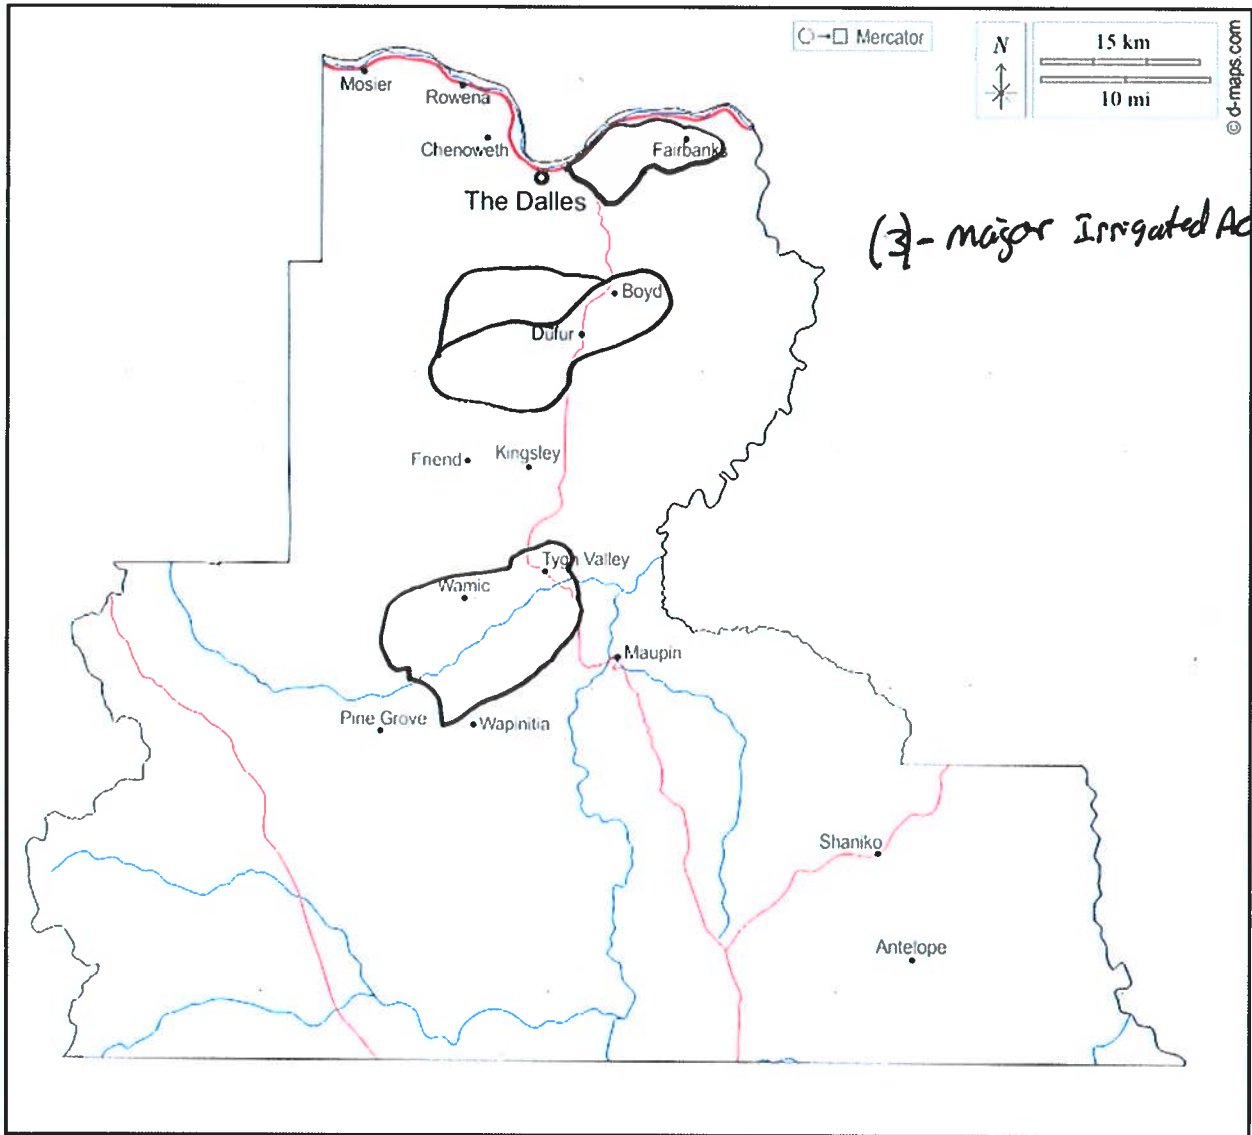 Mercator
N
15 km
10 mi
© d-maps.com
Mosier
Rowena
Chenoweth
Fairbanks
The Dalles
(3)- Major Irrigated Ac
Boyd
Dufur
Friend
Kingsley
Tygh Valley
Wamic
Maupin
Pine Grove
Wapinitia
Shaniko
Antelope